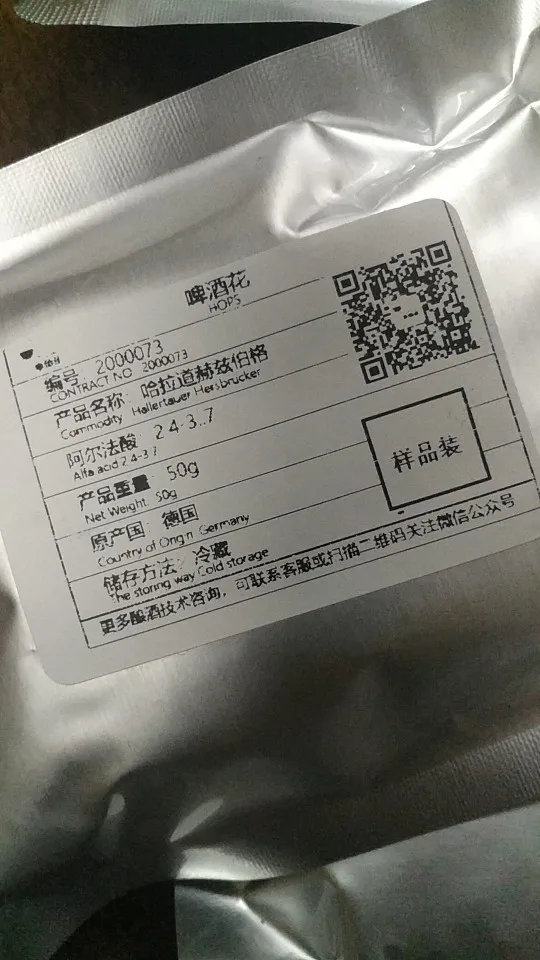 啤酒花
HOPS
编号: 2000073
CONTRACT NO 2000073
产品名称: 哈拉道赫兹伯格
Commodity Hallertauer Hersbrucker
阿尔法酸 2.4-3..7
Alfa acid 2.4-3.7
产品重量 50g
Net Weight: 50g
样品装
原产国: 德国
Country of Origin Germany
储存方法: 冷藏
The storing way Cold storage
更多酿酒技术咨询，可联系客服或扫描二维码关注微信公众号